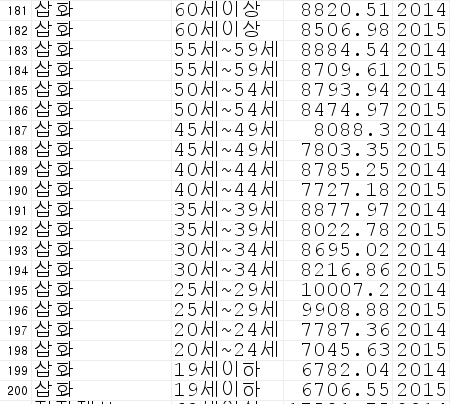 181 삽화 60세이상 8820.51 2014
182 삽화 60세이상 8506.98 2015
183 삽화 55세~59세 8884.54 2014
184 삽화 55세~59세 8709.61 2015
185 삽화 50세~54세 8793.94 2014
186 삽화 50세~54세 8474.97 2015
187 삽화 45세~49세 8088.3 2014
188 삽화 45세~49세 7803.35 2015
189 삽화 40세~44세 8785.25 2014
190 삽화 40세~44세 7727.18 2015
191 삽화 35세~39세 8877.97 2014
192 삽화 35세~39세 8022.78 2015
193 삽화 30세~34세 8695.02 2014
194 삽화 30세~34세 8216.86 2015
195 삽화 25세~29세 10007.2 2014
196 삽화 25세~29세 9908.88 2015
197 삽화 20세~24세 7787.36 2014
198 삽화 20세~24세 7045.63 2015
199 삽화 19세이하 6782.04 2014
200 삽화 19세이하 6706.55 2015